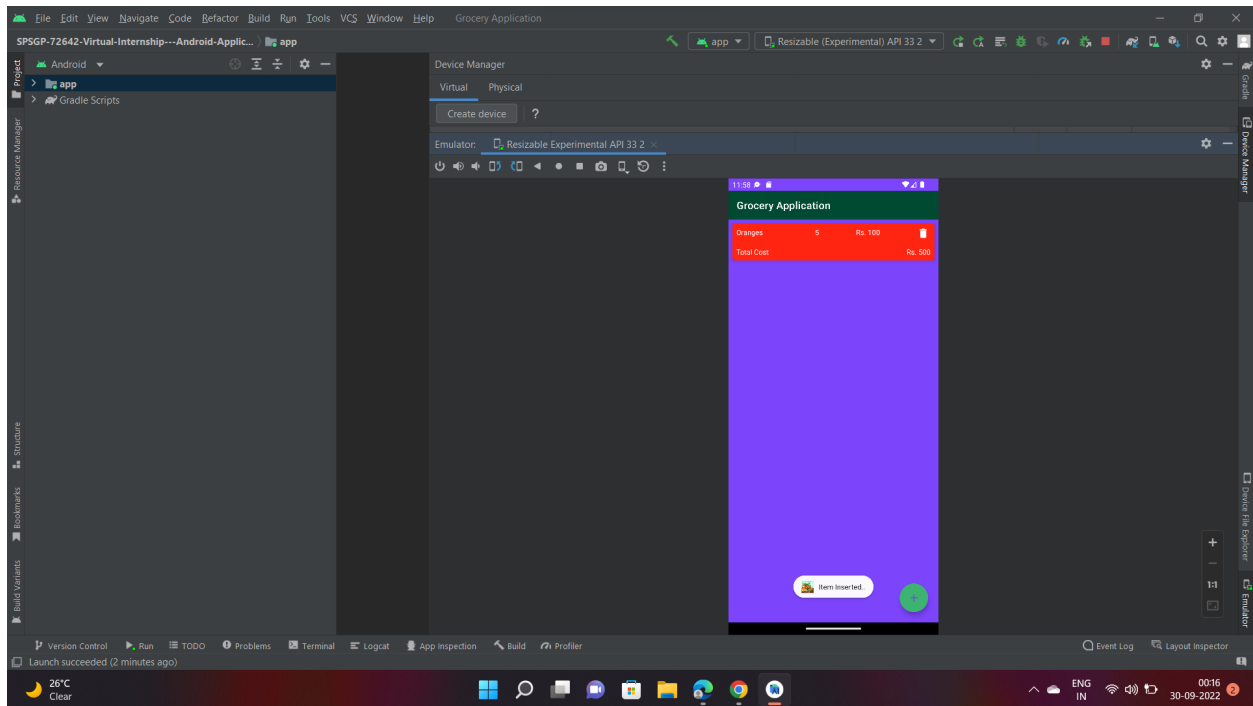 File Edit View Navigate Code Refactor Build Run Tools VCS Window Help Grocery Application
SPSGP-72642-Virtual-Internship---Android-Applic... app
app
Resizable (Experimental) API 33 2
Project
Android
app
Gradle Scripts
Resource Manager
Structure
Bookmarks
Build Variants
Device Manager
Virtual Physical
Create device ?
Emulator: Resizable Experimental API 33 2
11:58
Grocery Application
Oranges 5 Rs. 100
Total Cost Rs. 500
Item Inserted..
+
+
1:1
Gradle
Device Manager
Device File Explorer
Emulator
Version Control Run TODO Problems Terminal Logcat App Inspection Build Profiler Event Log Layout Inspector
Launch succeeded (2 minutes ago)
26°C
Clear
ENG
IN
00:16
30-09-2022
2